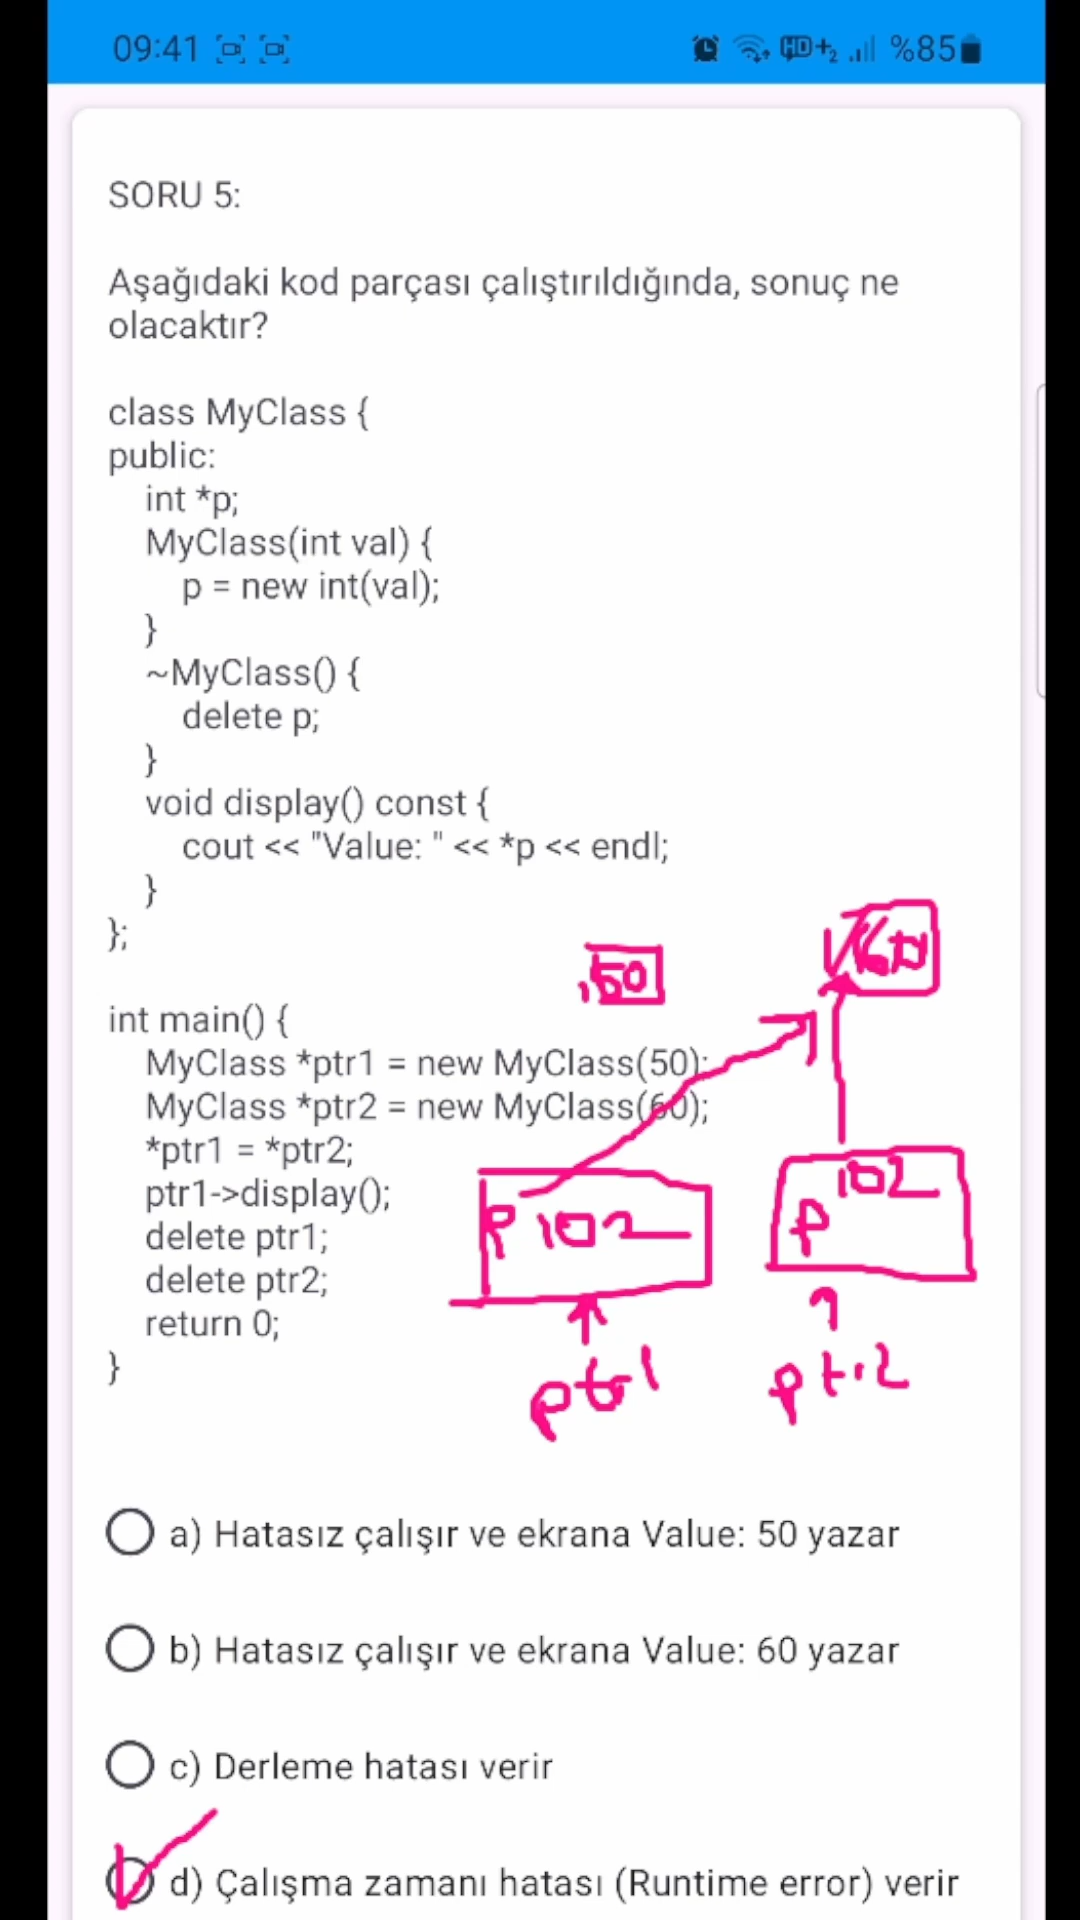 09:41 HD+2 %85
SORU 5:
Aşağıdaki kod parçası çalıştırıldığında, sonuç ne
olacaktır?
class MyClass {
public:
int *p;
MyClass(int val) {
p = new int(val);
}
~MyClass() {
delete p;
}
void display() const {
cout << "Value: " << *p << endl;
}
};
50
int main() {
MyClass *ptr1 = new MyClass(50);
MyClass *ptr2 = new MyClass(60);
*ptr1 = *ptr2;
ptr1->display();
delete ptr1;
delete ptr2;
return 0;
}
P 102
102
P
ptr1
ptr2
a) Hatasız çalışır ve ekrana Value: 50 yazar
b) Hatasız çalışır ve ekrana Value: 60 yazar
c) Derleme hatası verir
d) Çalışma zamanı hatası (Runtime error) verir